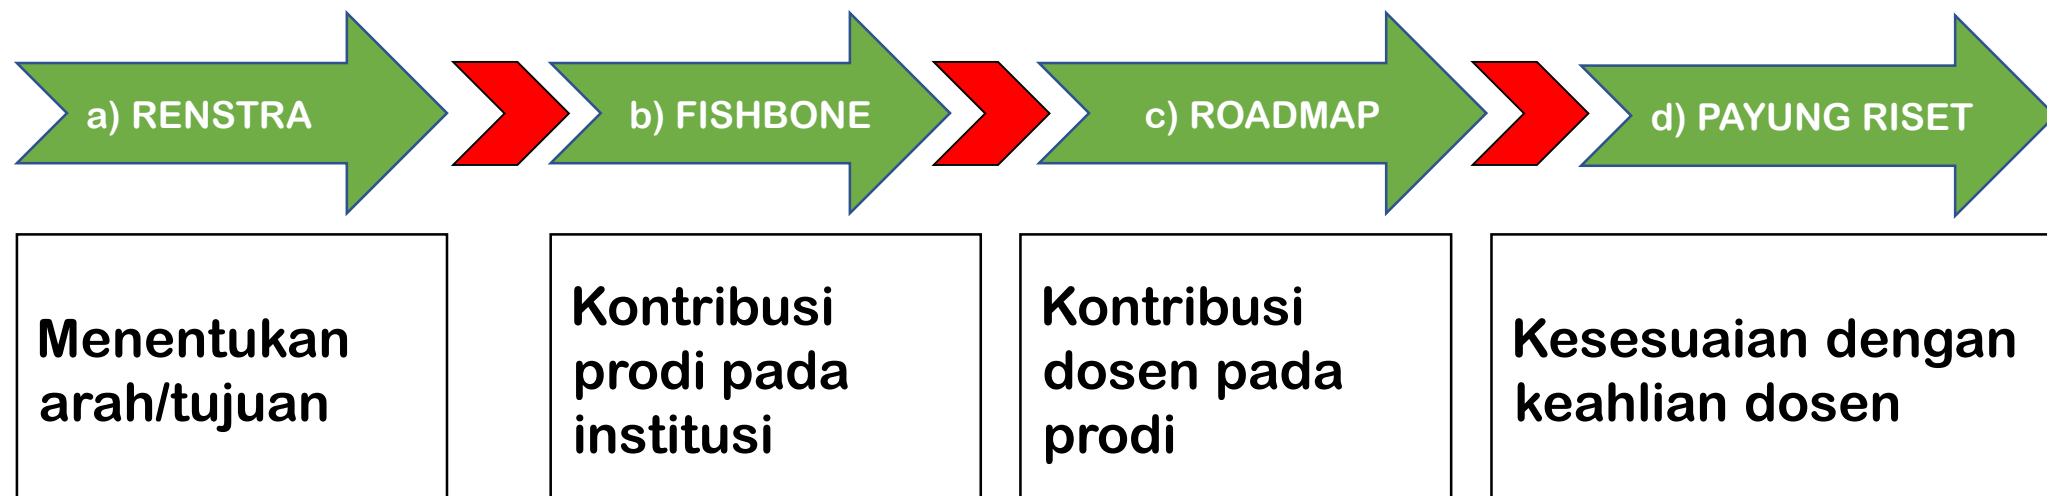 a) RENSTRA
b) FISHBONE
c) ROADMAP
d) PAYUNG RISET
Menentukan
arah/tujuan
Kontribusi
prodi pada
institusi
Kontribusi
dosen pada
prodi
Kesesuaian dengan
keahlian dosen